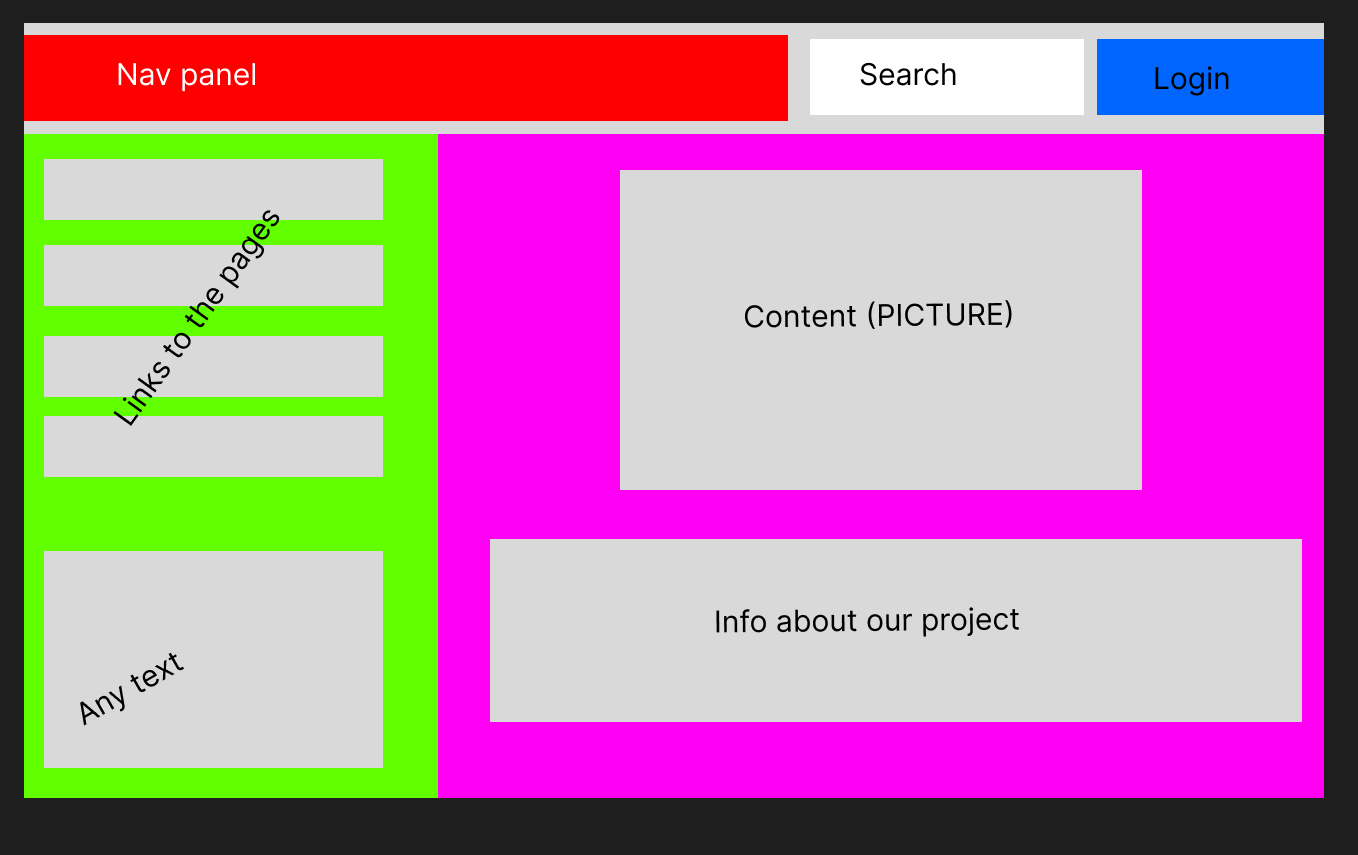 Nav panel
Search
Login
Links to the pages
Content (PICTURE)
Info about our project
Any text